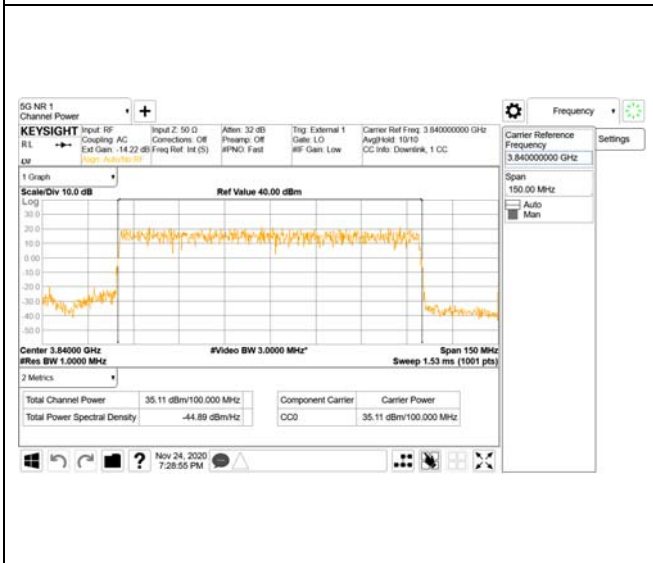 5G NR 1
Channel Power
Frequency
KEYSIGHT
RL
Input: RF
Coupling: AC
Ext Gain: -14.22 dB
Align: Auto/No RF
Input Z: 50 Ω
Corrections: Off
Freq Ref: Int (S)
Atten: 32 dB
Preamp: Off
#PNO: Fast
Trig: External 1
Gate: LO
#IF Gain: Low
Carrier Ref Freq: 3.840000000 GHz
Avg|Hold: 10/10
CC Info: Downlink, 1 CC
Carrier Reference
Frequency
3.840000000 GHz
Settings
Span
150.00 MHz
Auto
Man
1 Graph
Scale/Div 10.0 dB
Ref Value 40.00 dBm
Log
30.0
20.0
10.0
0.00
-10.0
-20.0
-30.0
-40.0
-50.0
Center 3.84000 GHz
#Video BW 3.0000 MHz*
Span 150 MHz
#Res BW 1.0000 MHz
Sweep 1.53 ms (1001 pts)
2 Metrics
Total Channel Power 35.11 dBm/100.000 MHz
Total Power Spectral Density -44.89 dBm/Hz
Component Carrier Carrier Power
CC0 35.11 dBm/100.000 MHz
Nov 24, 2020
7:28:55 PM